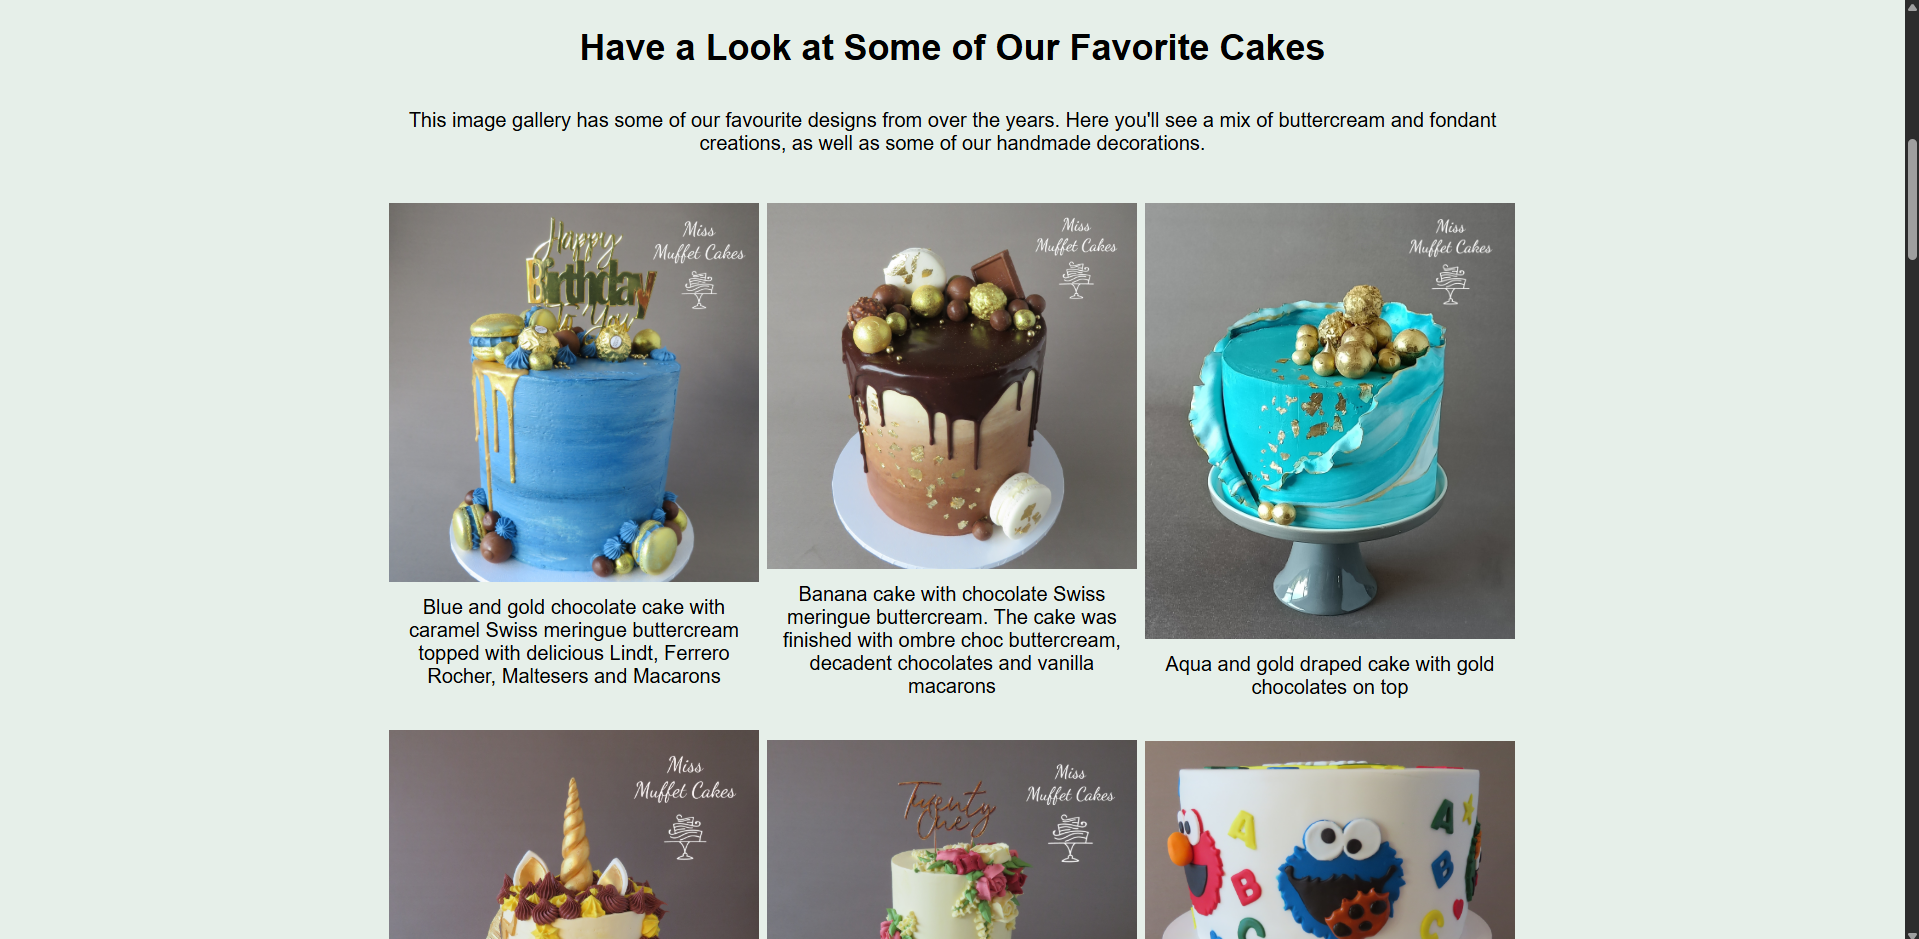 Have a Look at Some of Our Favorite Cakes
This image gallery has some of our favourite designs from over the years. Here you'll see a mix of buttercream and fondant
creations, as well as some of our handmade decorations.
Happy
Birthday
To You
Miss
Muffet Cakes
Miss
Muffet Cakes
Miss
Muffet Cakes
Blue and gold chocolate cake with
caramel Swiss meringue buttercream
topped with delicious Lindt, Ferrero
Rocher, Maltesers and Macarons
Banana cake with chocolate Swiss
meringue buttercream. The cake was
finished with ombre choc buttercream,
decadent chocolates and vanilla
macarons
Aqua and gold draped cake with gold
chocolates on top
Miss
Muffet Cakes
Twenty
One
Miss
Muffet Cakes
A
A
B
B
C
C